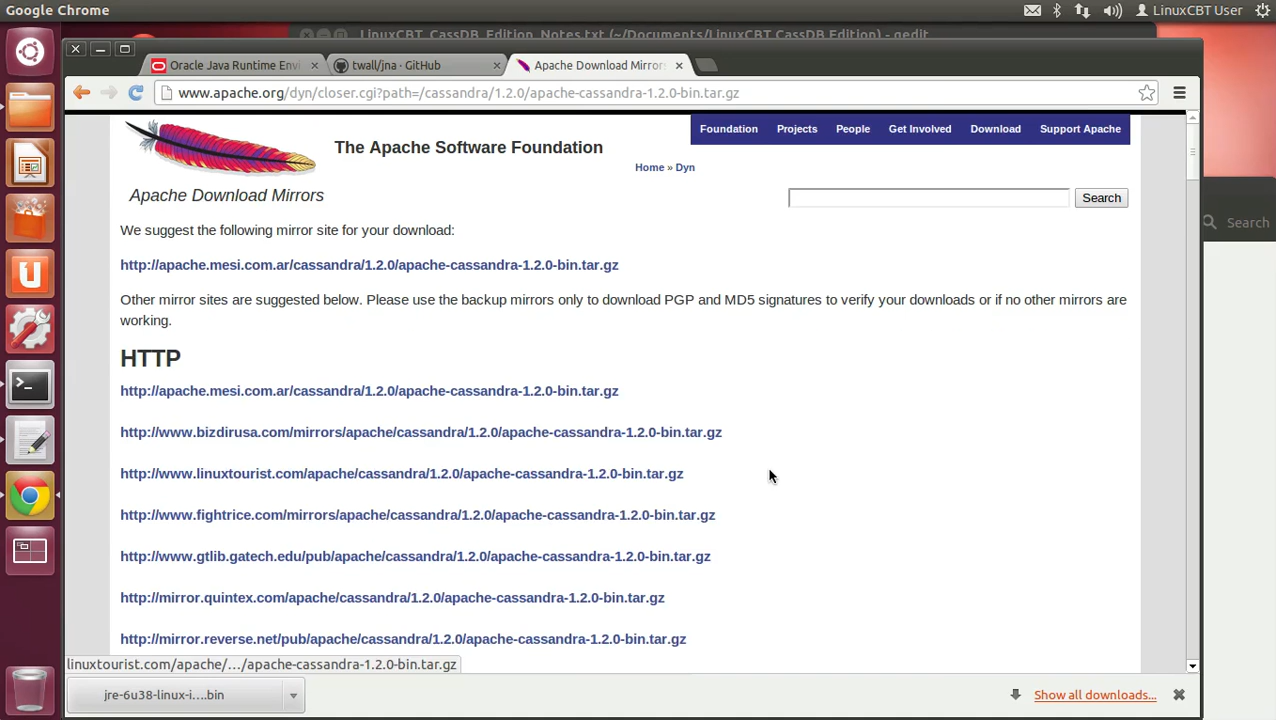 Google Chrome
LinuxCBT User
LinuxCBT_CassDB_Edition_Notes.txt (~/Documents/LinuxCBT CassDB Edition) - gedit
Oracle Java Runtime Envi
twall/jna · GitHub
Apache Download Mirrors
www.apache.org/dyn/closer.cgi?path=/cassandra/1.2.0/apache-cassandra-1.2.0-bin.tar.gz
Foundation Projects People Get Involved Download Support Apache
The Apache Software Foundation
Home » Dyn
Apache Download Mirrors
Search
Search
We suggest the following mirror site for your download:
http://apache.mesi.com.ar/cassandra/1.2.0/apache-cassandra-1.2.0-bin.tar.gz
Other mirror sites are suggested below. Please use the backup mirrors only to download PGP and MD5 signatures to verify your downloads or if no other mirrors are
working.
HTTP
http://apache.mesi.com.ar/cassandra/1.2.0/apache-cassandra-1.2.0-bin.tar.gz
http://www.bizdirusa.com/mirrors/apache/cassandra/1.2.0/apache-cassandra-1.2.0-bin.tar.gz
http://www.linuxtourist.com/apache/cassandra/1.2.0/apache-cassandra-1.2.0-bin.tar.gz
http://www.fightrice.com/mirrors/apache/cassandra/1.2.0/apache-cassandra-1.2.0-bin.tar.gz
http://www.gtlib.gatech.edu/pub/apache/cassandra/1.2.0/apache-cassandra-1.2.0-bin.tar.gz
http://mirror.quintex.com/apache/cassandra/1.2.0/apache-cassandra-1.2.0-bin.tar.gz
http://mirror.reverse.net/pub/apache/cassandra/1.2.0/apache-cassandra-1.2.0-bin.tar.gz
linuxtourist.com/apache/…/apache-cassandra-1.2.0-bin.tar.gz
jre-6u38-linux-i....bin
Show all downloads...